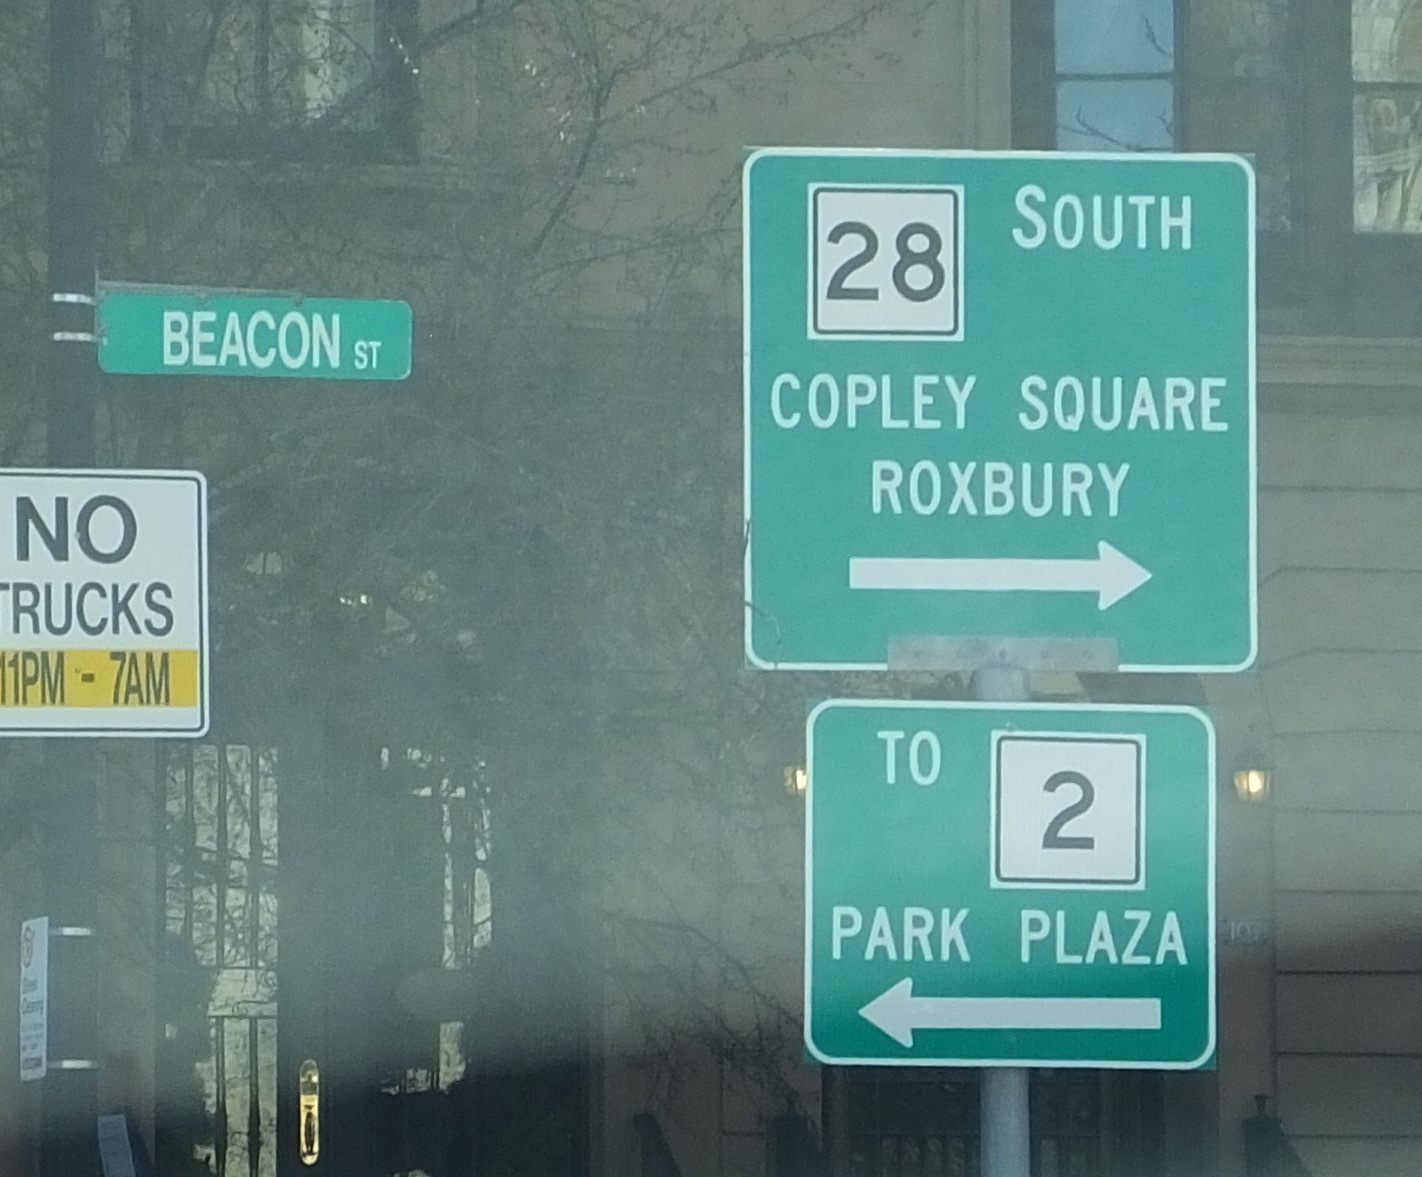 BEACON ST
NO
TRUCKS
11PM - 7AM
28 SOUTH
COPLEY SQUARE
ROXBURY
TO 2
PARK PLAZA